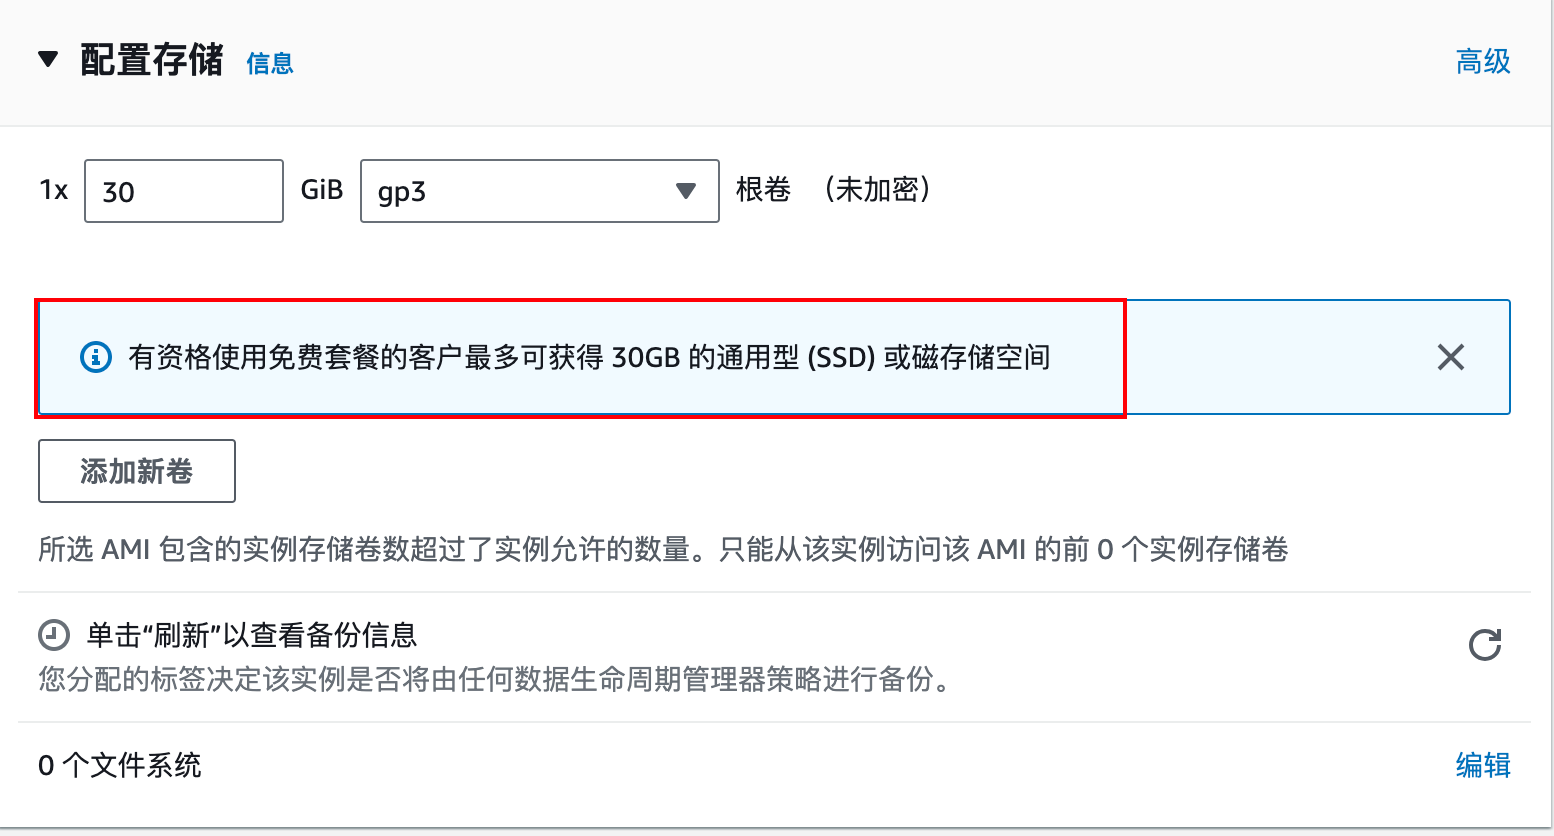 配置存储 信息 高级
1x 30 GiB gp3 根卷 （未加密）
有资格使用免费套餐的客户最多可获得 30GB 的通用型 (SSD) 或磁存储空间
添加新卷
所选 AMI 包含的实例存储卷数超过了实例允许的数量。只能从该实例访问该 AMI 的前 0 个实例存储卷
单击“刷新”以查看备份信息
您分配的标签决定该实例是否将由任何数据生命周期管理器策略进行备份。
0 个文件系统 编辑